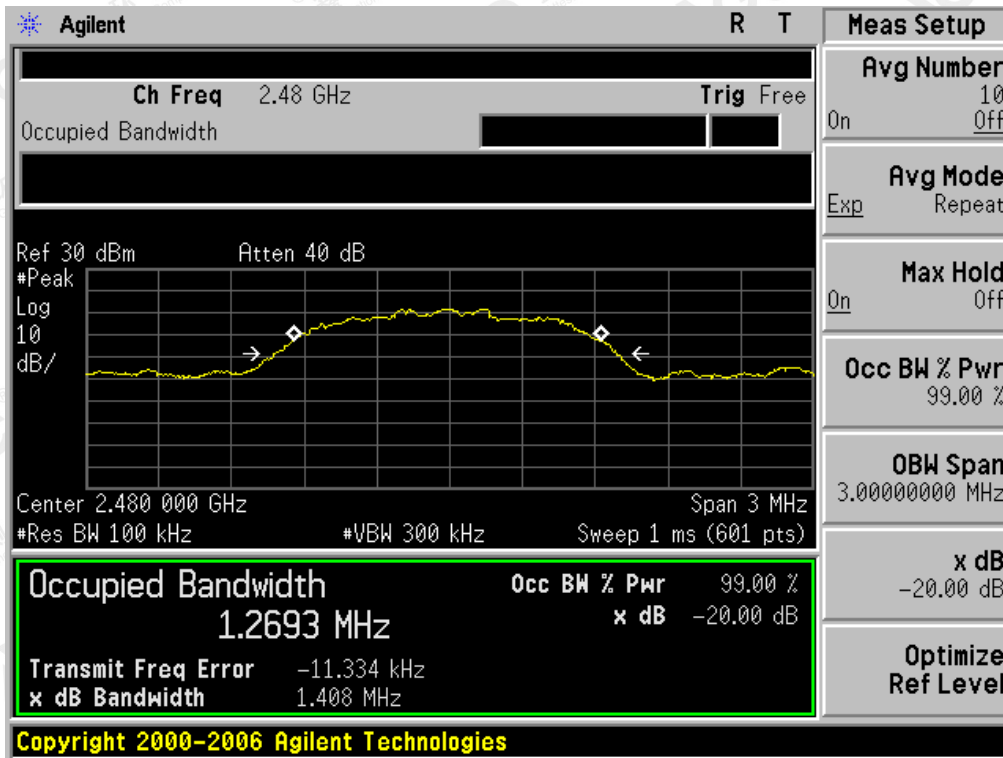 Agilent R T
Ch Freq 2.48 GHz Trig Free
Occupied Bandwidth
Ref 30 dBm Atten 40 dB
#Peak
Log
10
dB/
Center 2.480 000 GHz Span 3 MHz
#Res BW 100 kHz #VBW 300 kHz Sweep 1 ms (601 pts)
Occupied Bandwidth
1.2693 MHz
Occ BW % Pwr 99.00 %
x dB -20.00 dB
Transmit Freq Error -11.334 kHz
x dB Bandwidth 1.408 MHz
Copyright 2000-2006 Agilent Technologies
Meas Setup
Avg Number
10
On Off
Avg Mode
Exp Repeat
Max Hold
On Off
Occ BW % Pwr
99.00 %
OBW Span
3.00000000 MHz
x dB
-20.00 dB
Optimize
Ref Level